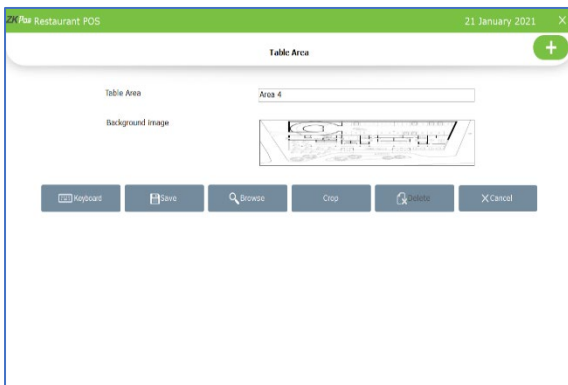 ZKPos Restaurant POS 21 January 2021 X
Table Area
+
Table Area Area 4
Background image
Keyboard Save Browse Crop Delete Cancel